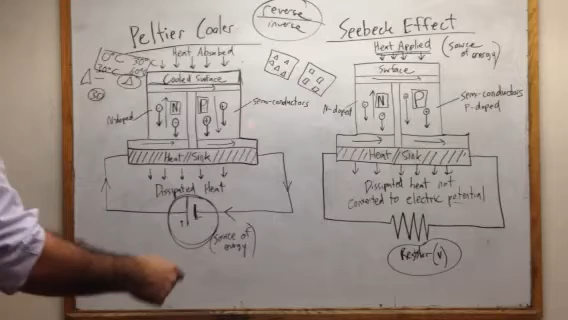 Peltier Cooler
Heat Absorbed
Cooled Surface
N P
N-doped
semi-conductors
Heat Sink
Dissipated Heat
(source of
energy)
reverse
inverse
Seebeck Effect
Heat Applied
(source
of energy)
Surface
N P
N-doped
semi-conductors
P-doped
Heat Sink
Dissipated heat not
converted to electric potential
Resistor (V)